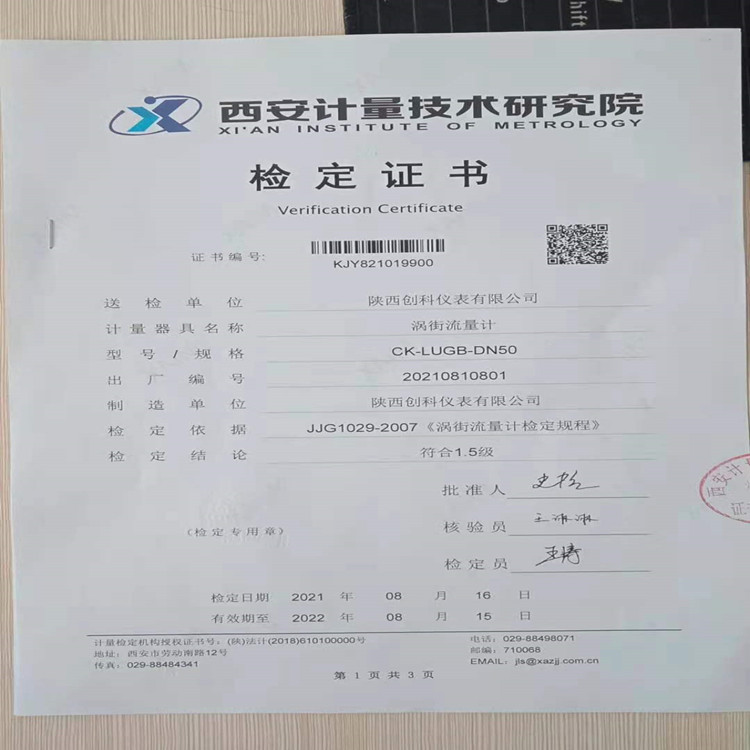 Shift
西安计量技术研究院
XI'AN INSTITUTE OF METROLOGY
检定证书
Verification Certificate
证书编号:
KJY821019900
送检单位 陕西创科仪表有限公司
计量器具名称 涡街流量计
型号/规格 CK-LUGB-DN50
出厂编号 20210810801
制造单位 陕西创科仪表有限公司
检定依据 JJG1029-2007《涡街流量计检定规程》
检定结论 符合1.5级
批准人
核验员
(检定专用章)
检定员
西安计量
检定日期 2021 年 08 月 16 日
有效期至 2022 年 08 月 15 日
计量检定机构授权证书号:(陕)法计(2018)610100000号 电话:029-88498071
地址:西安市劳动南路12号 邮编:710068
传真:029-88484341 EMAIL:jls@xazjj.com.cn
第 1 页 共 3 页